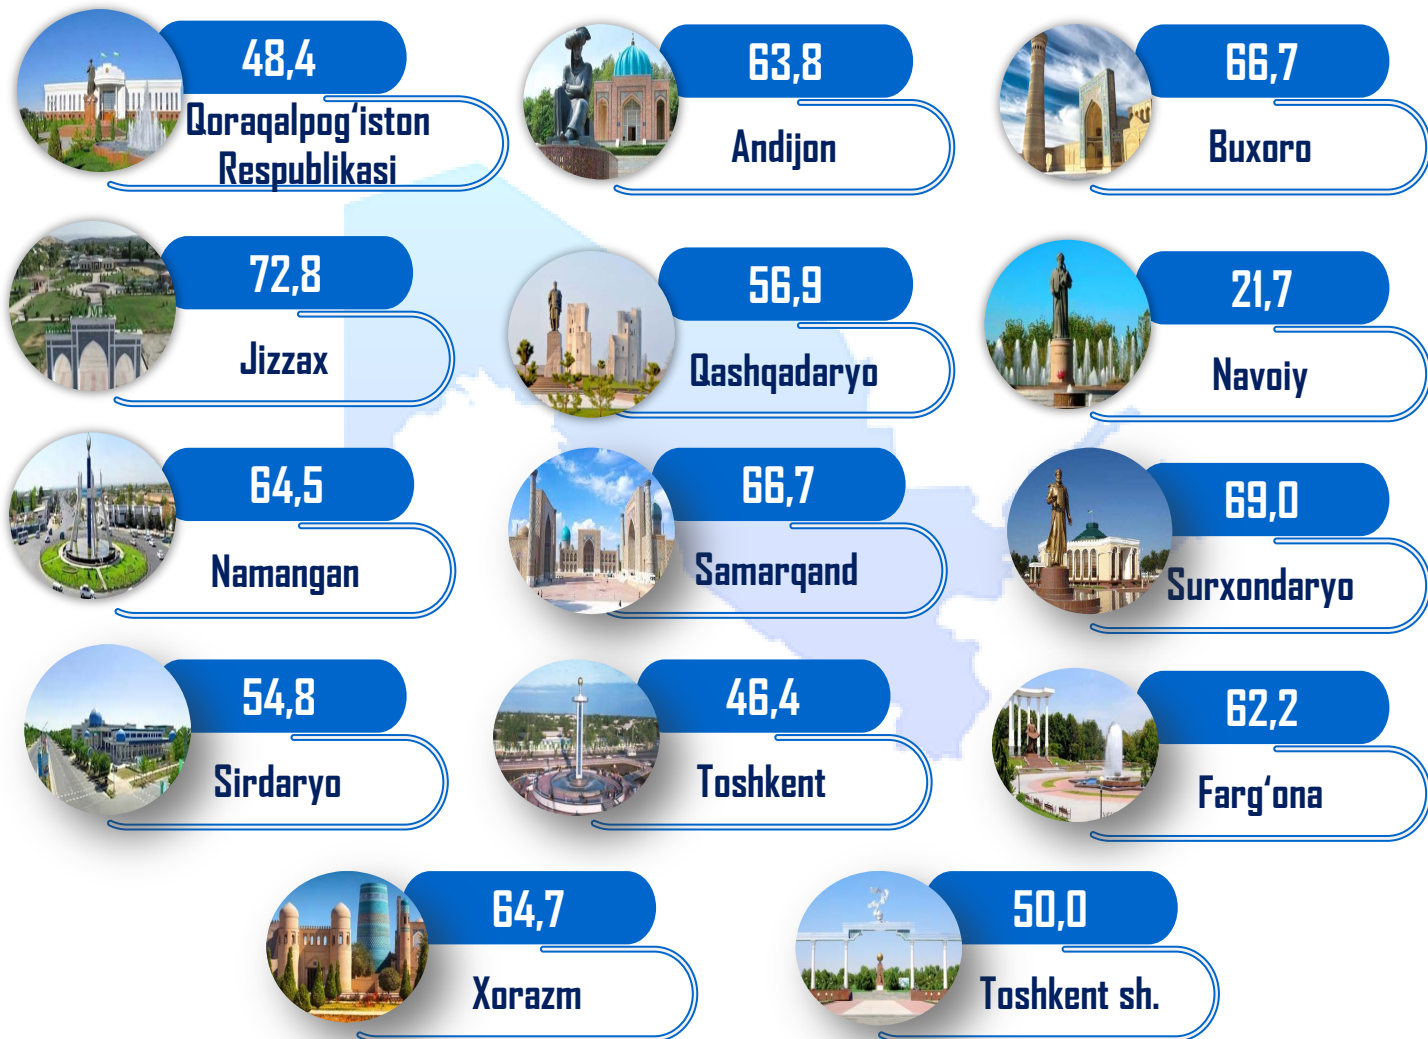 48,4
Qoraqalpog‘iston
Respublikasi
63,8
Andijon
66,7
Buxoro
72,8
Jizzax
56,9
Qashqadaryo
21,7
Navoiy
64,5
Namangan
66,7
Samarqand
69,0
Surxondaryo
54,8
Sirdaryo
46,4
Toshkent
62,2
Farg‘ona
64,7
Xorazm
50,0
Toshkent sh.